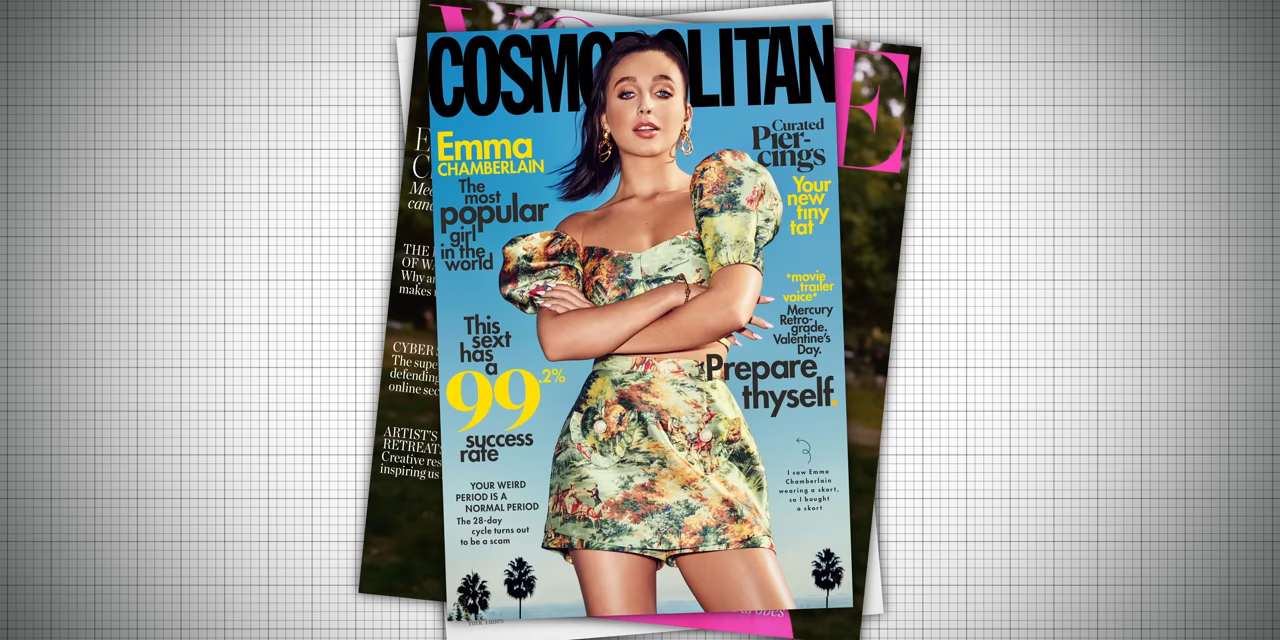 COSMOPOLITAN
Emma
CHAMBERLAIN
The
most
popular
girl
in the
world
This
sext
has
a
99.2%
success
rate
YOUR WEIRD
PERIOD IS A
NORMAL PERIOD
The 28-day
cycle turns out
to be a scam
Curated
Pier-
cings
Your
new
tiny
tat
*movie
trailer
voice*
Mercury
Retro-
grade.
Valentine's
Day.
Prepare
thyself.
I saw Emma
Chamberlain
wearing a skort,
so I bought
a skort
E
THE
OF W
Why a
makes
CYBER
The supe
defending
online sec
ARTIST'S
RETREAT
Creative res
inspiring us
York Times